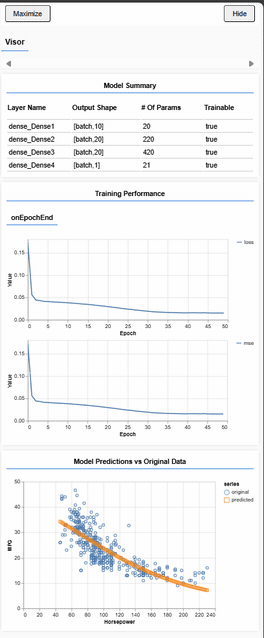 Maximize Hide
Visor
Model Summary
Layer Name Output Shape # Of Params Trainable
dense_Dense1 [batch,10] 20 true
dense_Dense2 [batch,20] 220 true
dense_Dense3 [batch,20] 420 true
dense_Dense4 [batch,1] 21 true
Training Performance
onEpochEnd
loss
0.15
0.10
0.05
0.00
Value
0 5 10 15 20 25 30 35 40 45 50
Epoch
mse
0.15
0.10
0.05
0.00
Value
0 5 10 15 20 25 30 35 40 45 50
Epoch
Model Predictions vs Original Data
series
original
predicted
50
40
30
20
10
0
MPG
0 20 40 60 80 100 120 140 160 180 200 220 240
Horsepower